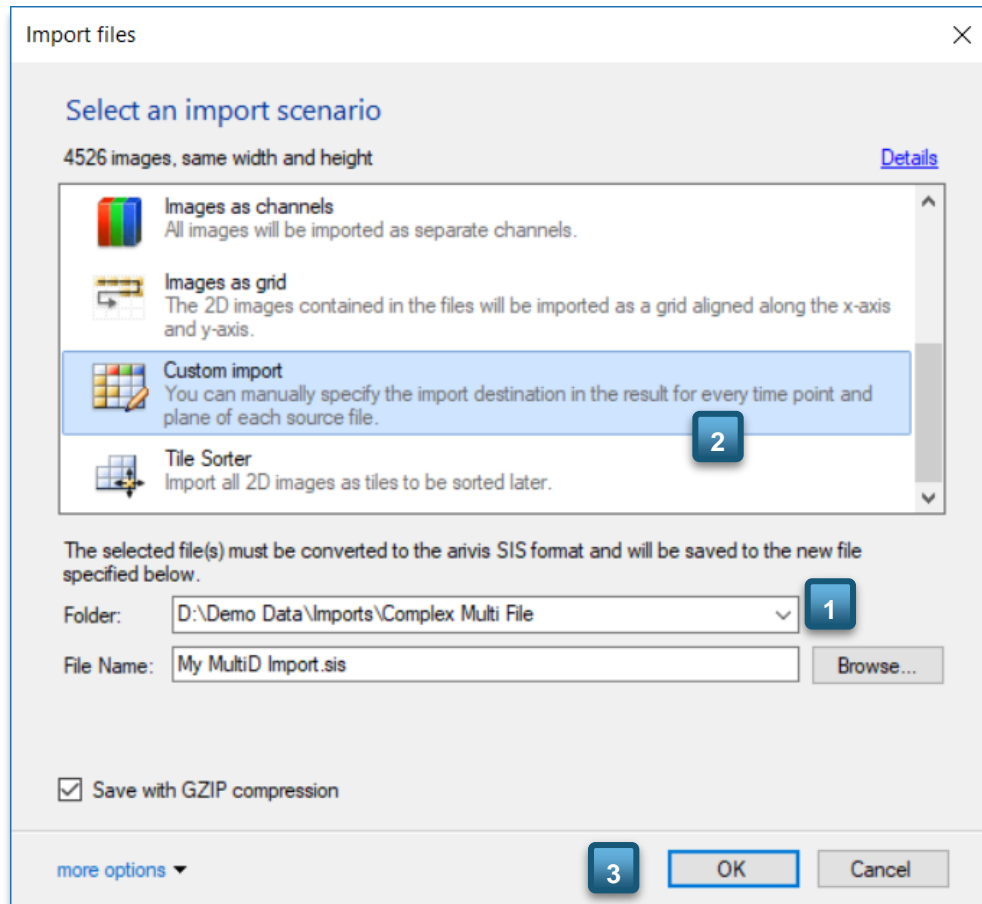 Import files
Select an import scenario
4526 images, same width and height
Details
Images as channels
All images will be imported as separate channels.
Images as grid
The 2D images contained in the files will be imported as a grid aligned along the x-axis
and y-axis.
Custom import
You can manually specify the import destination in the result for every time point and
plane of each source file.
2
Tile Sorter
Import all 2D images as tiles to be sorted later.
The selected file(s) must be converted to the arivis SIS format and will be saved to the new file
specified below.
Folder:
D:\Demo Data\Imports\Complex Multi File
1
File Name:
My MultiD Import.sis
Browse...
Save with GZIP compression
more options
3
OK
Cancel